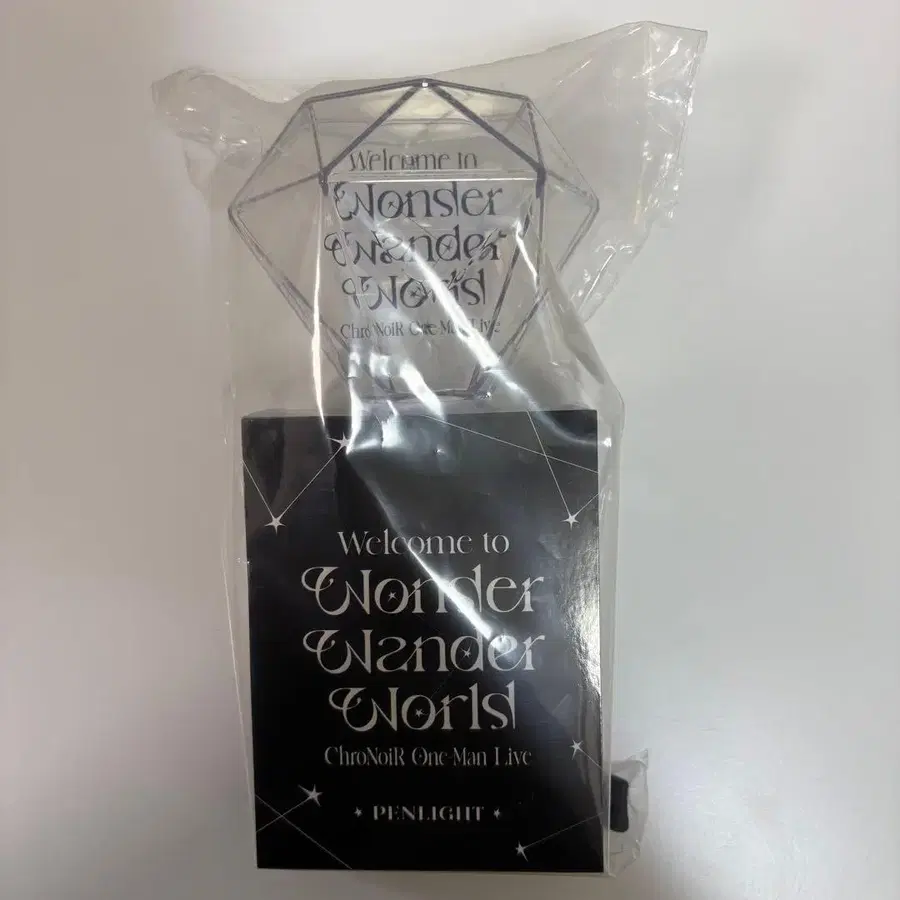 Welcome to
Wonder
Wander
World
ChroNoiR One-Man Live
Welcome to
Wonder
Wander
World
ChroNoiR One-Man Live
PENLIGHT